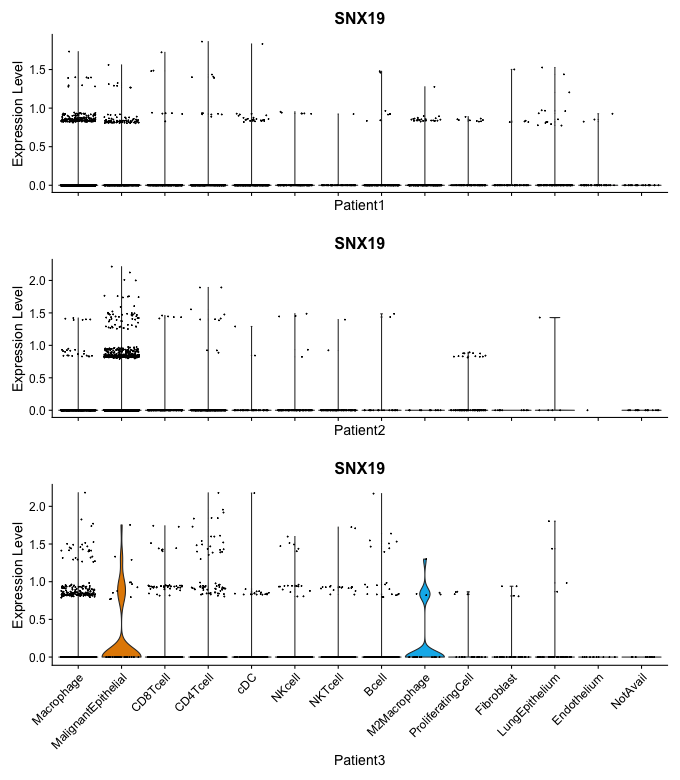 SNX19
Expression Level
1.5
1.0
0.5
0.0
Patient1
SNX19
Expression Level
2.0
1.5
1.0
0.5
0.0
Patient2
SNX19
Expression Level
2.0
1.5
1.0
0.5
0.0
Macrophage
MalignantEpithelial
CD8Tcell
CD4Tcell
cDC
NKcell
NKTcell
Bcell
M2Macrophage
ProliferatingCell
Fibroblast
LungEpithelium
Endothelium
NotAvail
Patient3